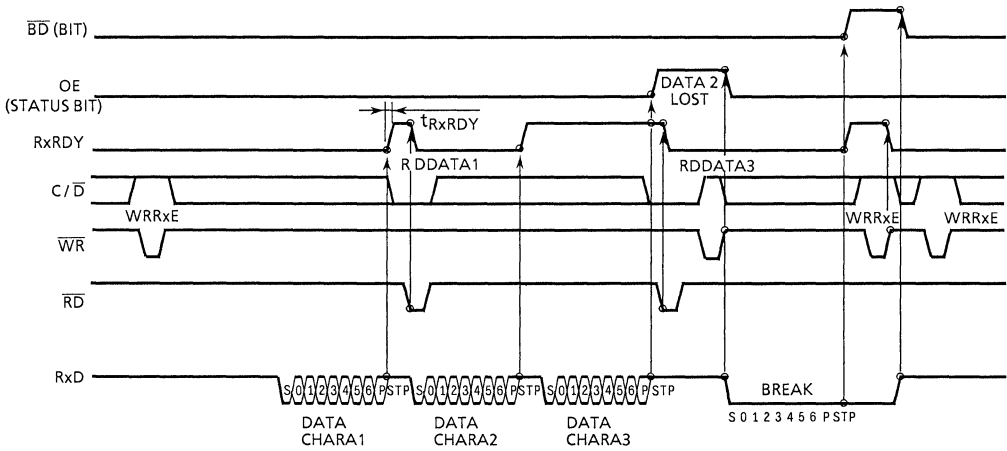 BD (BIT)
OE
(STATUS BIT)
DATA 2
LOST
tRxRDY
RxRDY
RDDATA1
RDDATA3
C/D
WRRxE
WRRxE
WRRxE
WR
RD
RxD
S 0 1 2 3 4 5 6 P STP
S 0 1 2 3 4 5 6 P STP
S 0 1 2 3 4 5 6 P STP
BREAK
S 0 1 2 3 4 5 6 P STP
DATA
CHARA1
DATA
CHARA2
DATA
CHARA3